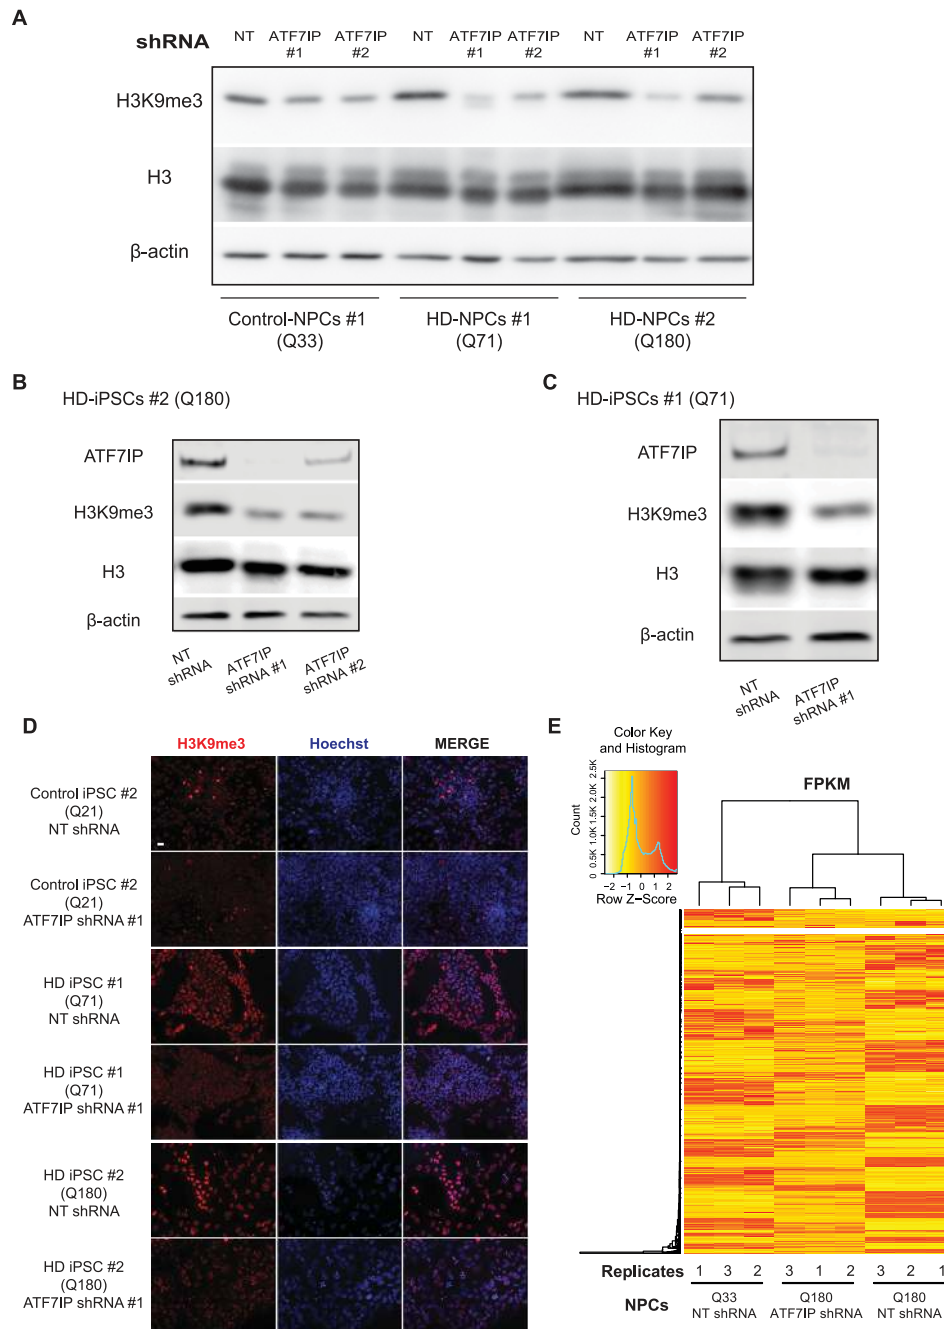 A
shRNA
NT ATF7IP #1 ATF7IP #2 NT ATF7IP #1 ATF7IP #2 NT ATF7IP #1 ATF7IP #2
H3K9me3
H3
β-actin
Control-NPCs #1 (Q33)
HD-NPCs #1 (Q71)
HD-NPCs #2 (Q180)
B
HD-iPSCs #2 (Q180)
ATF7IP
H3K9me3
H3
β-actin
NT shRNA
ATF7IP shRNA #1
ATF7IP shRNA #2
C
HD-iPSCs #1 (Q71)
ATF7IP
H3K9me3
H3
β-actin
NT shRNA
ATF7IP shRNA #1
D
H3K9me3 Hoechst MERGE
Control iPSC #2
(Q21)
NT shRNA
Control iPSC #2
(Q21)
ATF7IP shRNA #1
HD iPSC #1
(Q71)
NT shRNA
HD iPSC #1
(Q71)
ATF7IP shRNA #1
HD iPSC #2
(Q180)
NT shRNA
HD iPSC #2
(Q180)
ATF7IP shRNA #1
E
Color Key
and Histogram
Count
0 0.5K 1.0K 1.5K 2.0K 2.5K
−2 −1 0 1 2
Row Z-Score
FPKM
Replicates 1 3 2 3 1 2 3 2 1
NPCs
Q33
NT shRNA
Q180
ATF7IP shRNA
Q180
NT shRNA